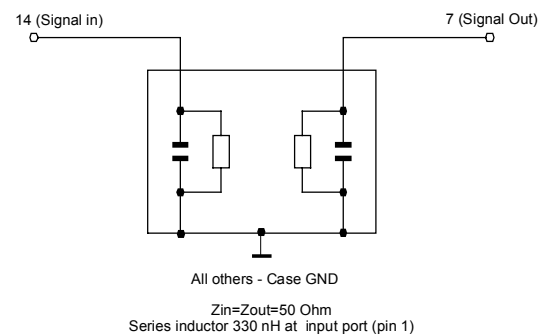 14 (Signal in)
7 (Signal Out)
All others - Case GND
Zin=Zout=50 Ohm
Series inductor 330 nH at input port (pin 1)